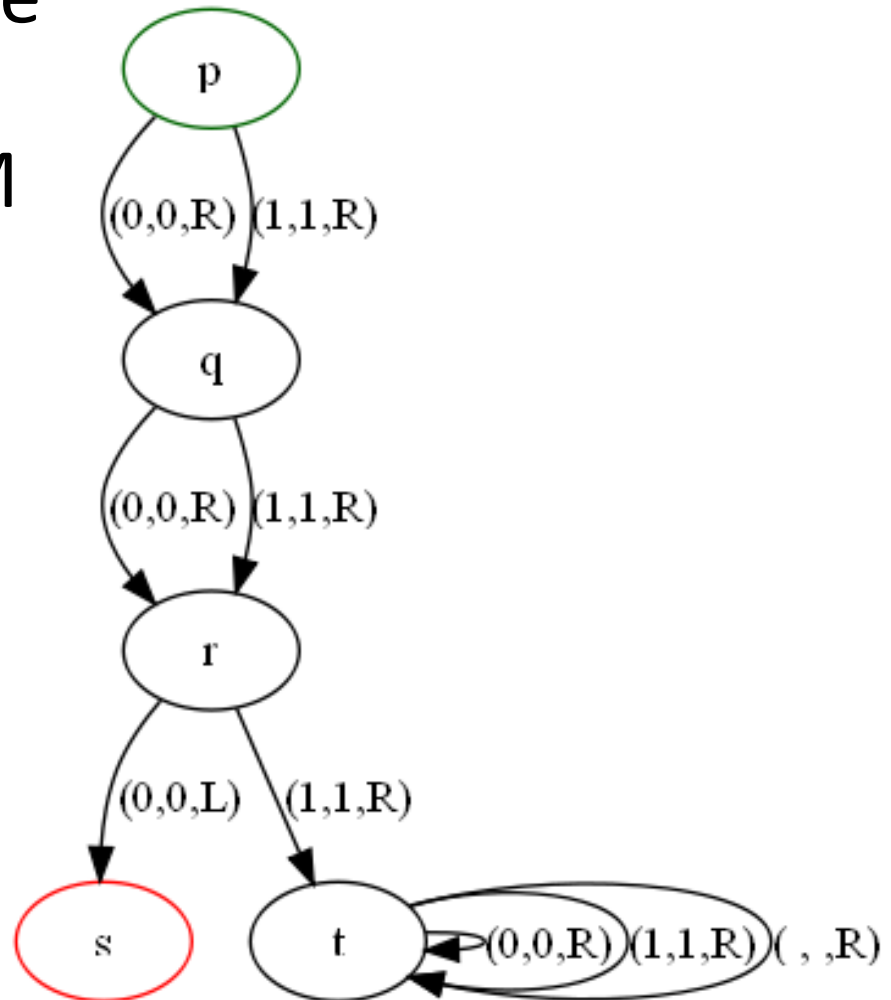 e
p
M
(0,0,R) (1,1,R)
q
(0,0,R) (1,1,R)
r
(0,0,L) (1,1,R)
s t (0,0,R) (1,1,R) ( , ,R)